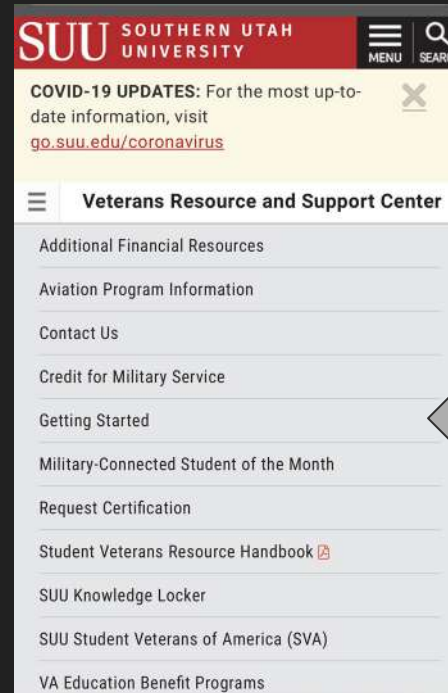 SUU SOUTHERN UTAH
UNIVERSITY
MENU
COVID-19 UPDATES: For the most up-to-
date information, visit
go.suu.edu/coronavirus
Veterans Resource and Support Center
Additional Financial Resources
Aviation Program Information
Contact Us
Credit for Military Service
Getting Started
Military-Connected Student of the Month
Request Certification
Student Veterans Resource Handbook
SUU Knowledge Locker
SUU Student Veterans of America (SVA)
VA Education Benefit Programs